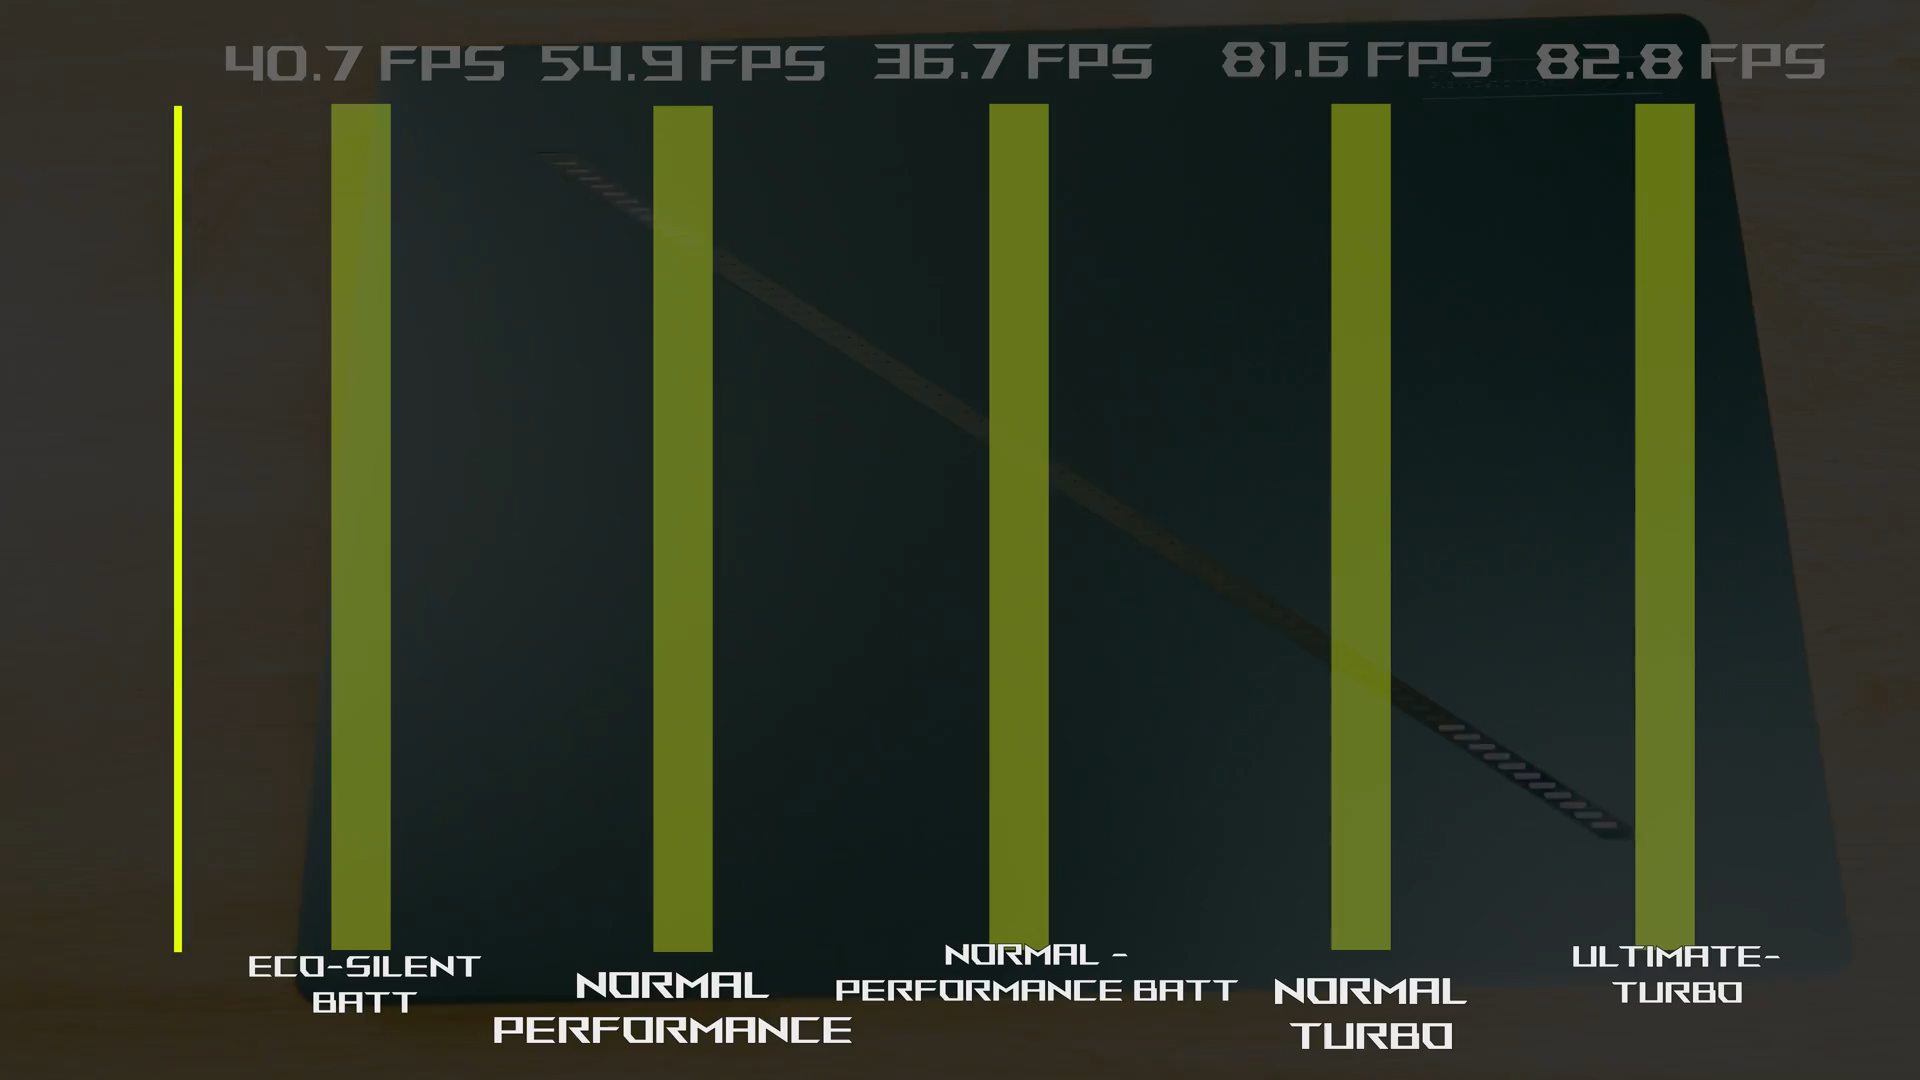 40.7 FPS 54.9 FPS 36.7 FPS 81.6 FPS 82.8 FPS
ECO-SILENT
BATT
NORMAL
PERFORMANCE
NORMAL -
PERFORMANCE BATT
NORMAL
TURBO
ULTIMATE-
TURBO